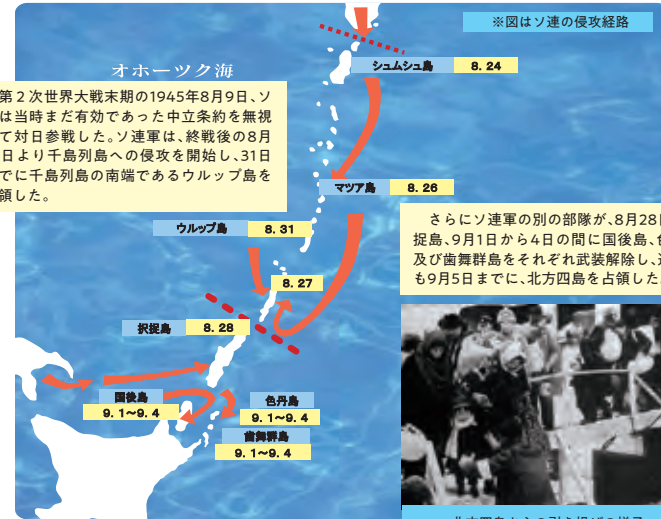 ※図はソ連の侵攻経路
オホーツク海
シュムシュ島 8. 24
第2次世界大戦末期の1945年8月9日、ソ
は当時まだ有効であった中立条約を無視
て対日参戦した。ソ連軍は、終戦後の8月
日より千島列島への侵攻を開始し、31日
でに千島列島の南端であるウルップ島を
領した。
マツア島 8. 26
ウルップ島 8. 31
さらにソ連軍の別の部隊が、8月28日
捉島、9月1日から4日の間に国後島、
及び歯舞群島をそれぞれ武装解除し、
も9月5日までに、北方四島を占領した
8. 27
択捉島 8. 28
国後島
9. 1〜9. 4
色丹島
9. 1〜9. 4
歯舞群島
9. 1〜9. 4